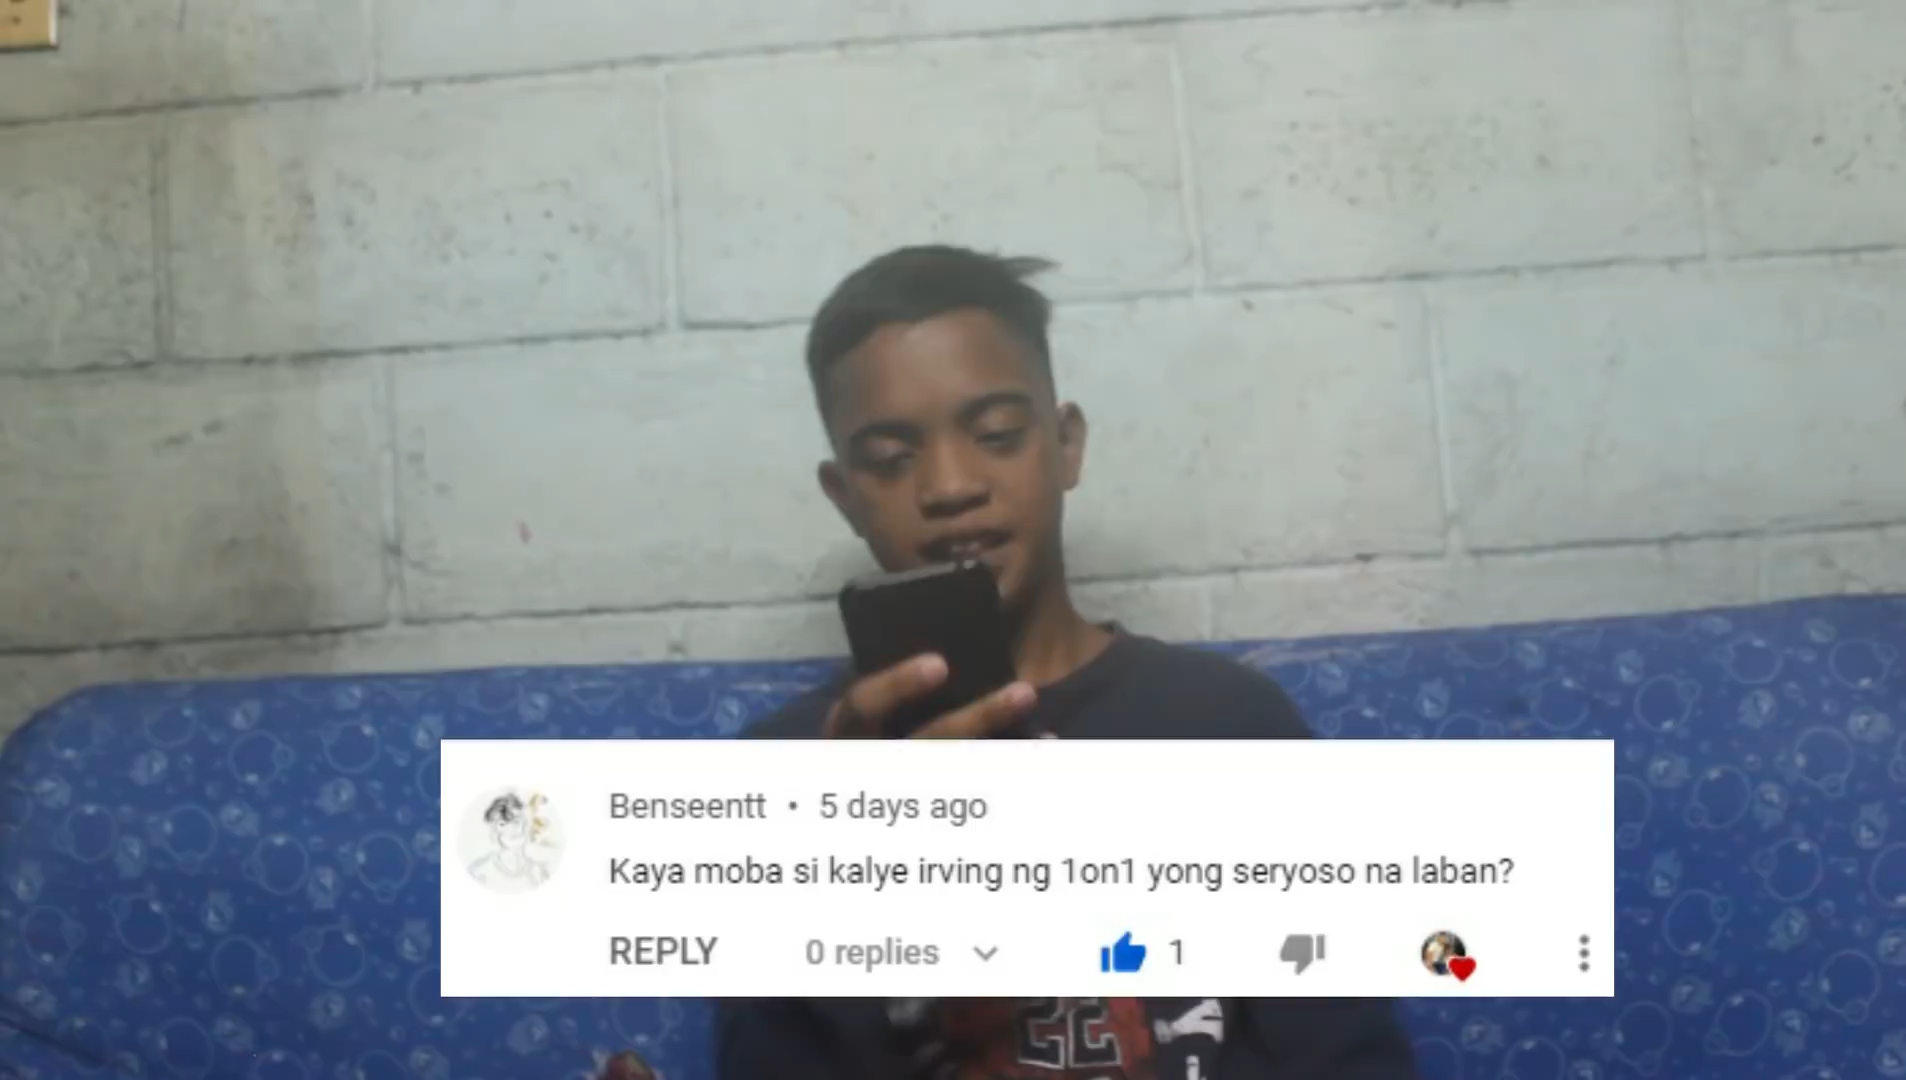 Benseentt • 5 days ago
Kaya moba si kalye irving ng 1on1 yong seryoso na laban?
REPLY 0 replies 1
22